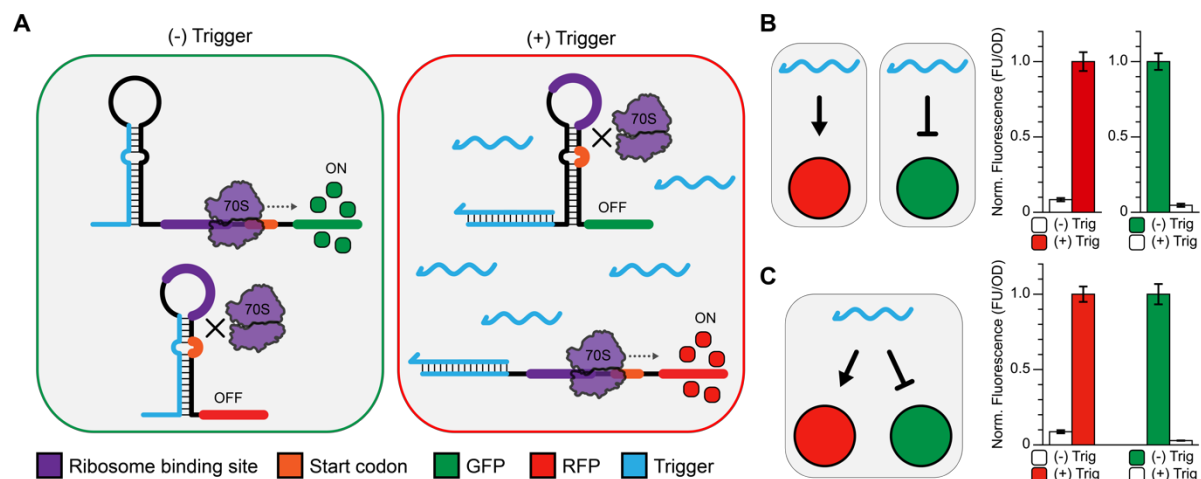 A
(-) Trigger
(+) Trigger
70S
ON
70S
OFF
70S
OFF
70S
ON
Ribosome binding site
Start codon
GFP
RFP
Trigger
B
Norm. Fluorescence (FU/OD)
1.0
0.5
0
(-) Trig
(+) Trig
1.0
0.5
0
(-) Trig
(+) Trig
C
Norm. Fluorescence (FU/OD)
1.0
0.5
0
(-) Trig
(+) Trig
(-) Trig
(+) Trig